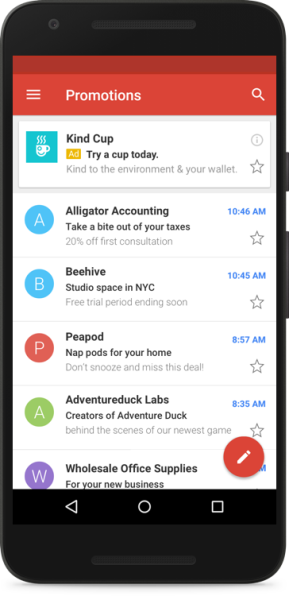 Promotions
Kind Cup
Ad Try a cup today.
Kind to the environment & your wallet.
A
Alligator Accounting
10:46 AM
Take a bite out of your taxes
20% off first consultation
B
Beehive
10:45 AM
Studio space in NYC
Free trial period ending soon
P
Peapod
8:57 AM
Nap pods for your home
Don't snooze and miss this deal!
A
Adventureduck Labs
8:35 AM
Creators of Adventure Duck
behind the scenes of our newest game
W
Wholesale Office Supplies
For your new business